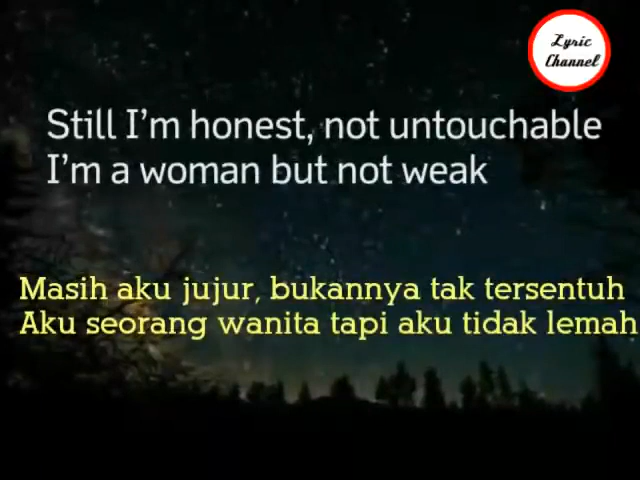 Lyric
Channel
Still I'm honest, not untouchable
I'm a woman but not weak
Masih aku jujur, bukannya tak tersentuh
Aku seorang wanita tapi aku tidak lemah